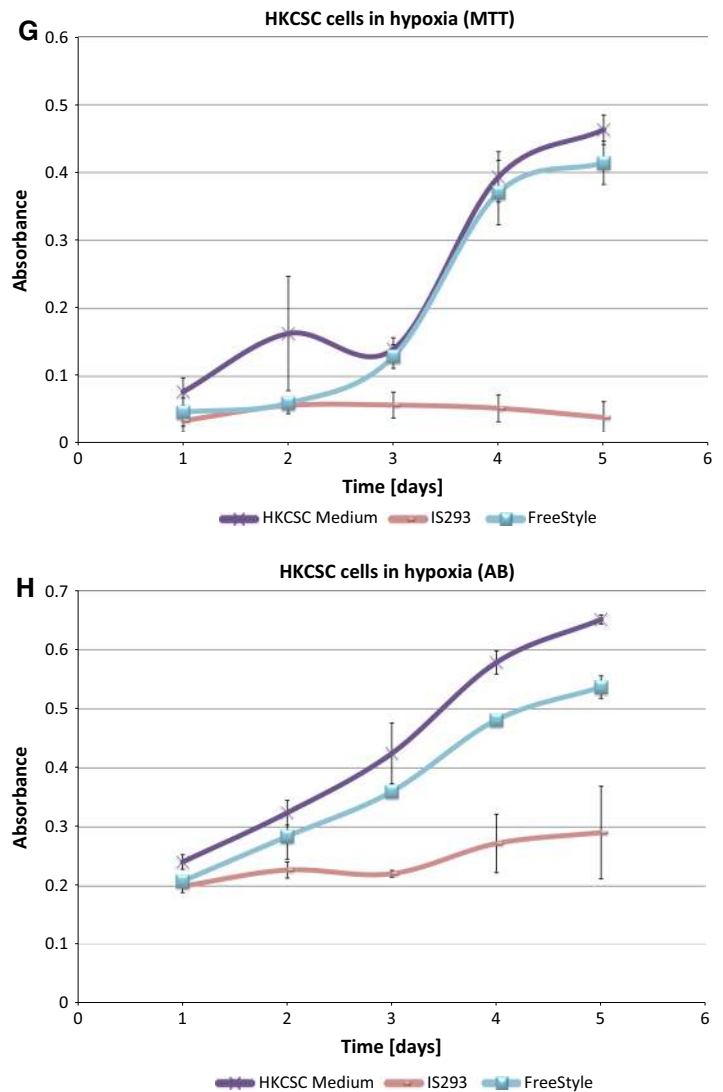 G
HKCSC cells in hypoxia (MTT)
0.6
0.5
0.4
0.3
0.2
0.1
0
Absorbance
0 1 2 3 4 5 6
Time [days]
HKCSC Medium IS293 FreeStyle
H
HKCSC cells in hypoxia (AB)
0.7
0.6
0.5
0.4
0.3
0.2
0.1
0
Absorbance
0 1 2 3 4 5 6
Time [days]
HKCSC Medium IS293 FreeStyle